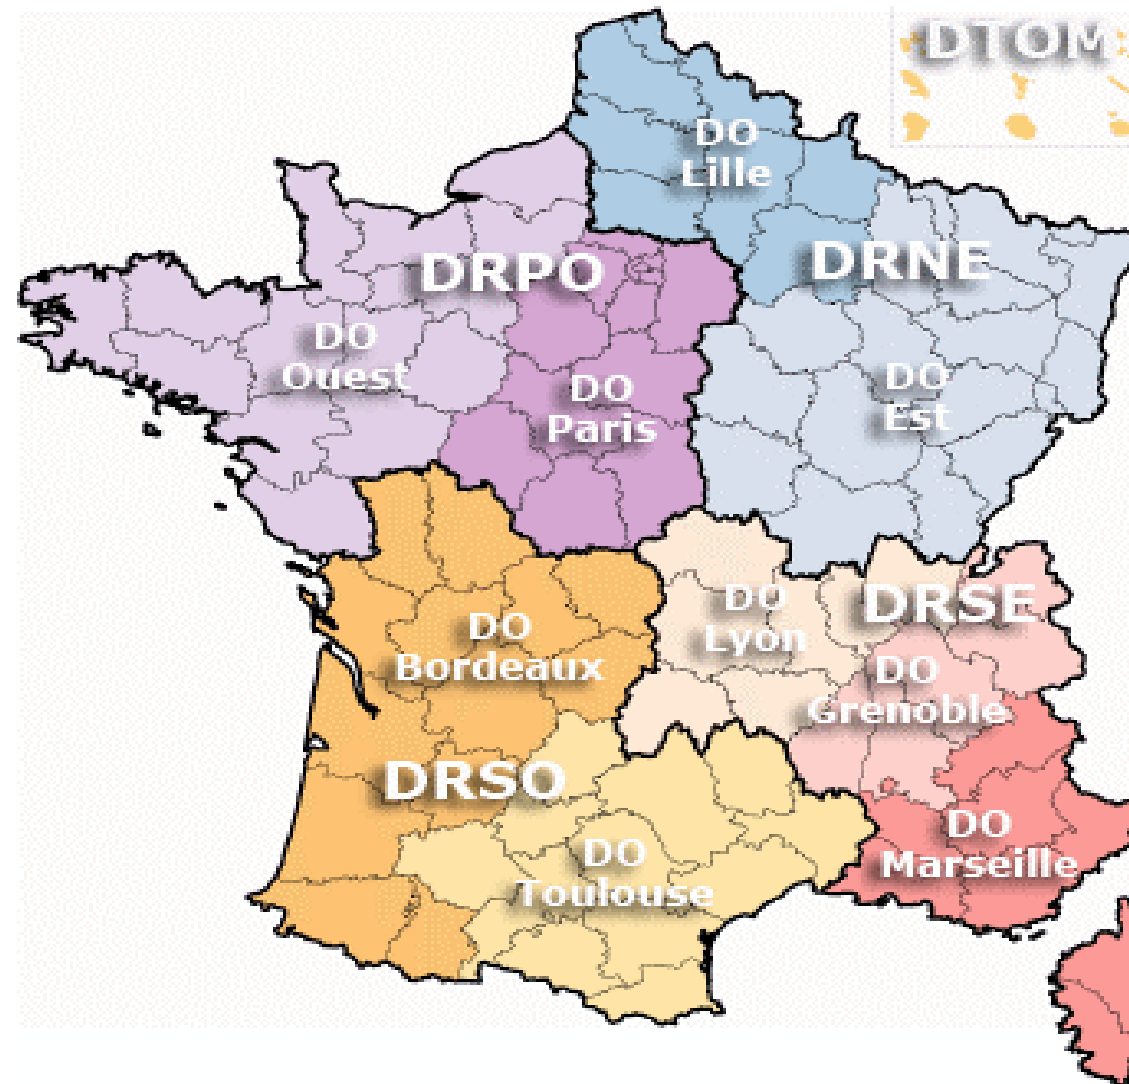 DTOM
DO
Lille
DRNE
DRPO
DO
Ouest
DO
Paris
DO
Est
DO
Lyon
DRSE
DO
Bordeaux
DO
Grenoble
DRSO
DO
Marseille
DO
Toulouse